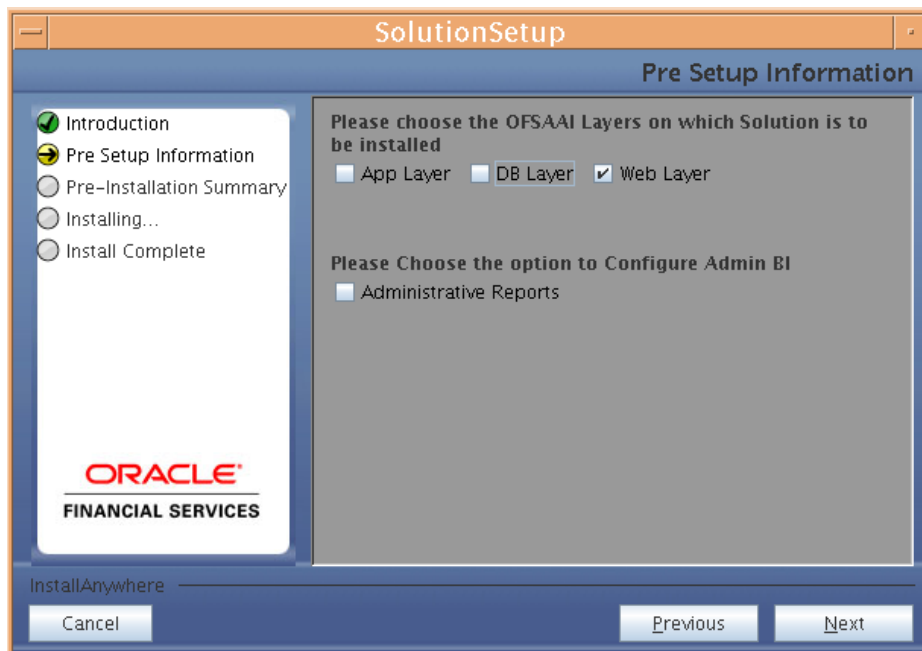 SolutionSetup
Pre Setup Information
Introduction
Pre Setup Information
Pre-Installation Summary
Installing...
Install Complete
ORACLE
FINANCIAL SERVICES
Please choose the OFSAAI Layers on which Solution is to
be installed
App Layer DB Layer Web Layer
Please Choose the option to Configure Admin BI
Administrative Reports
InstallAnywhere
Cancel Previous Next